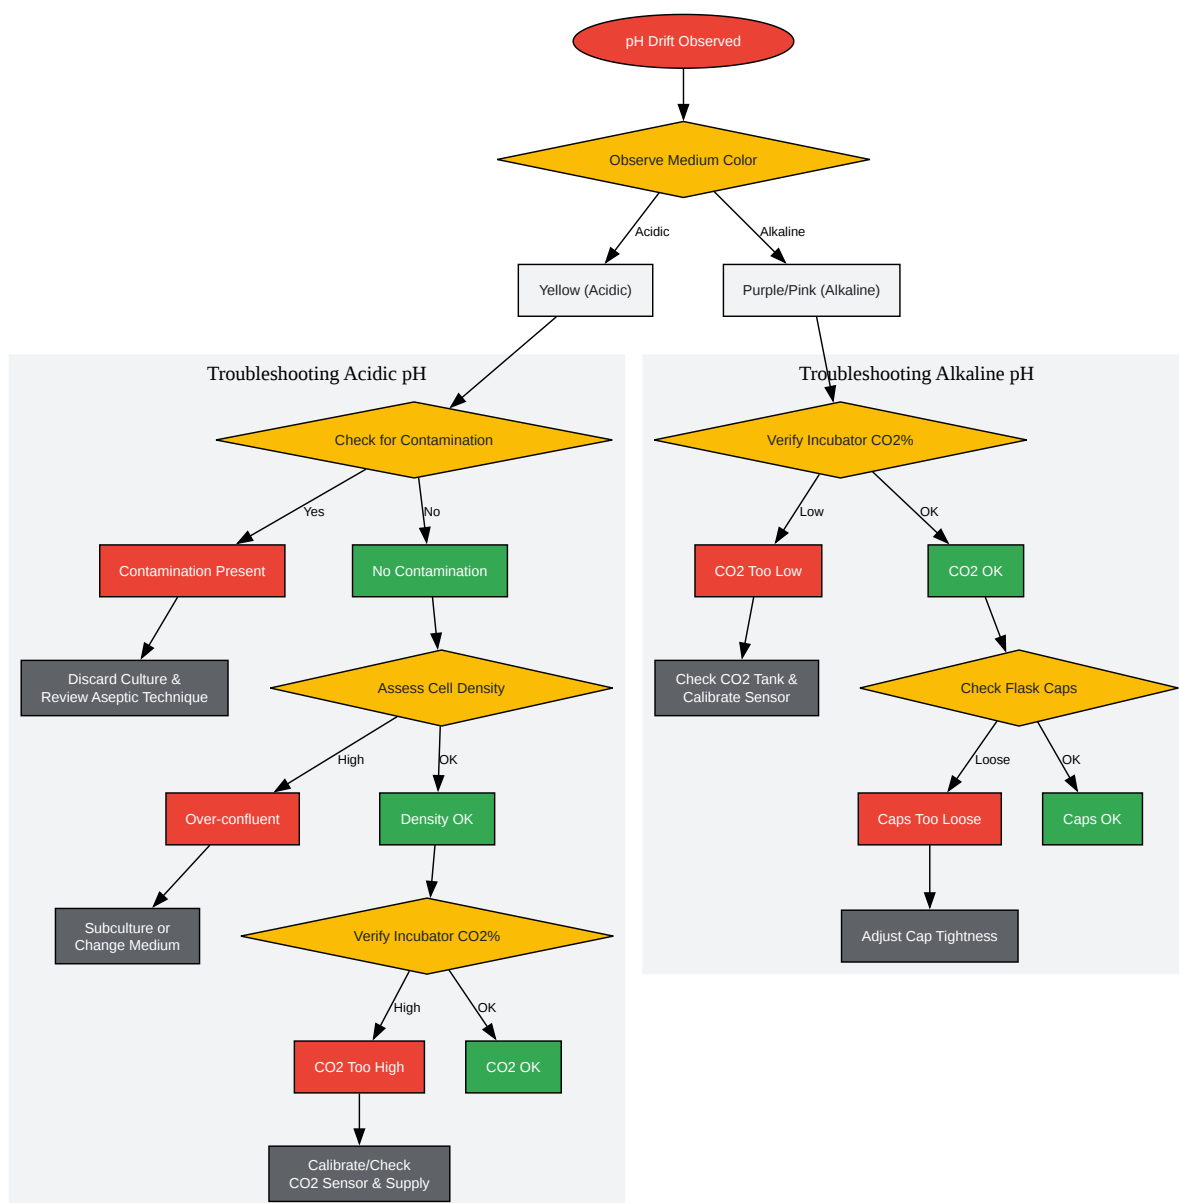 pH Drift Observed
Observe Medium Color
Acidic
Alkaline
Yellow (Acidic)
Purple/Pink (Alkaline)
Troubleshooting Acidic pH
Check for Contamination
Yes
No
Contamination Present
No Contamination
Discard Culture &
Review Aseptic Technique
Assess Cell Density
High
OK
Over-confluent
Density OK
Subculture or
Change Medium
Verify Incubator CO2%
High
OK
CO2 Too High
CO2 OK
Calibrate/Check
CO2 Sensor & Supply
Troubleshooting Alkaline pH
Verify Incubator CO2%
Low
OK
CO2 Too Low
CO2 OK
Check CO2 Tank &
Calibrate Sensor
Check Flask Caps
Loose
OK
Caps Too Loose
Caps OK
Adjust Cap Tightness